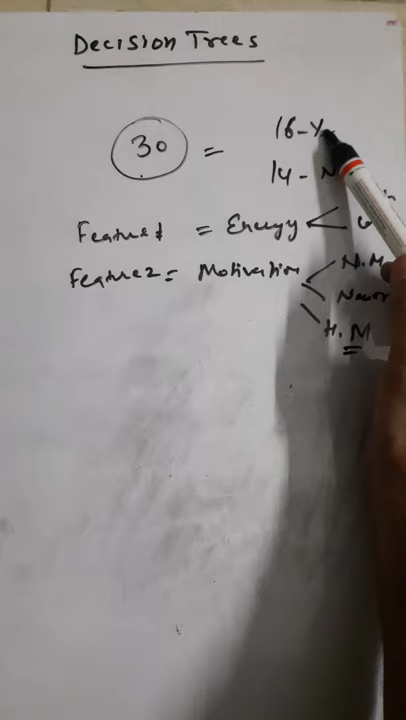 Decision Trees
30 = 16-Y
14 - N
Feature1 = Energy
Feature2 = Motivation N.M
H.M